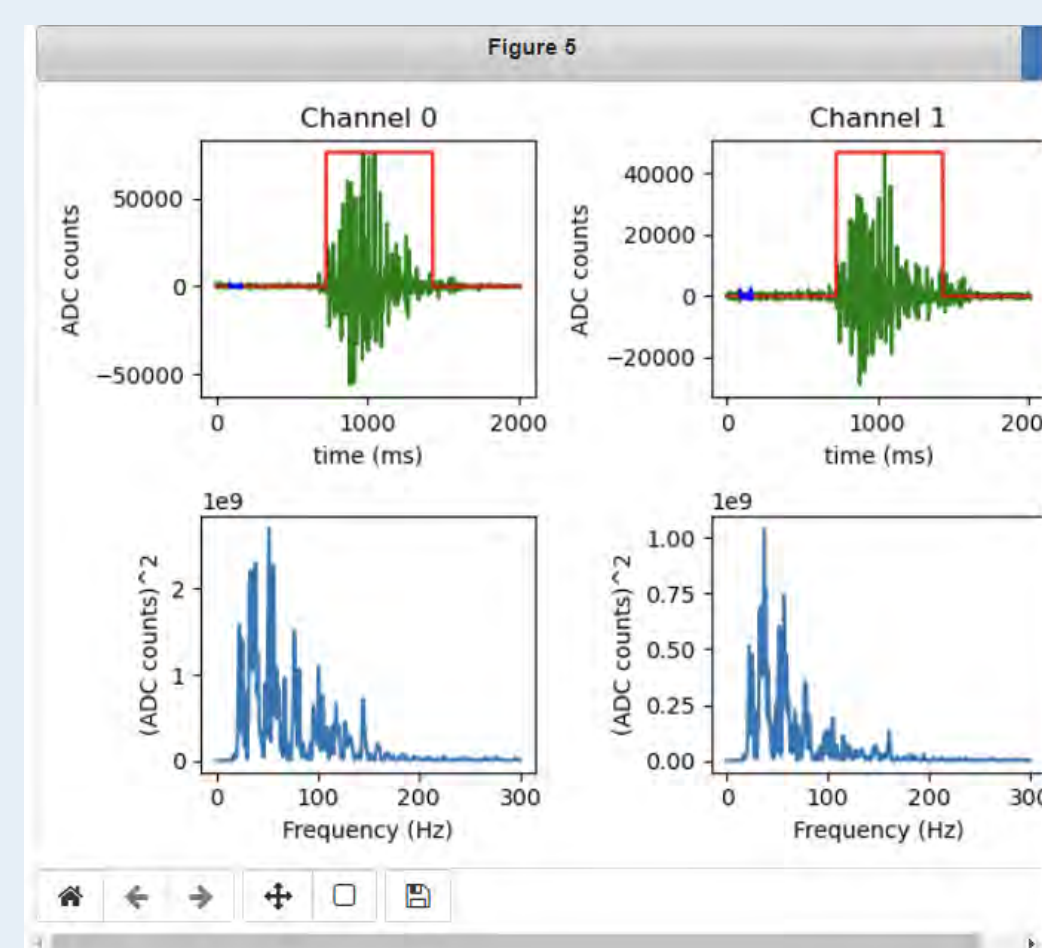 Figure 5
Channel 0
ADC counts
50000
0
−50000
0 1000 2000
time (ms)
Channel 1
ADC counts
40000
20000
0
−20000
0 1000 200
time (ms)
1e9
(ADC counts)^2
2
1
0
0 100 200 300
Frequency (Hz)
1e9
(ADC counts)^2
1.00
0.75
0.50
0.25
0.00
0 100 200 300
Frequency (Hz)